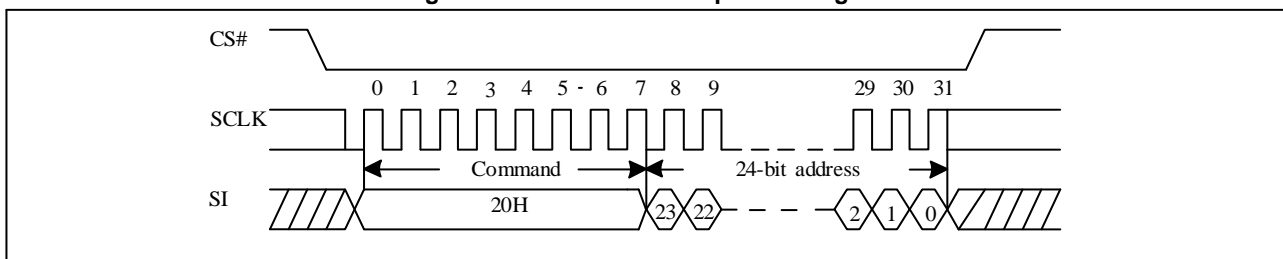 CS#
0 1 2 3 4 5 - 6 7 8 9 29 30 31
SCLK
Command 24-bit address
SI
20H 23 22 2 1 0